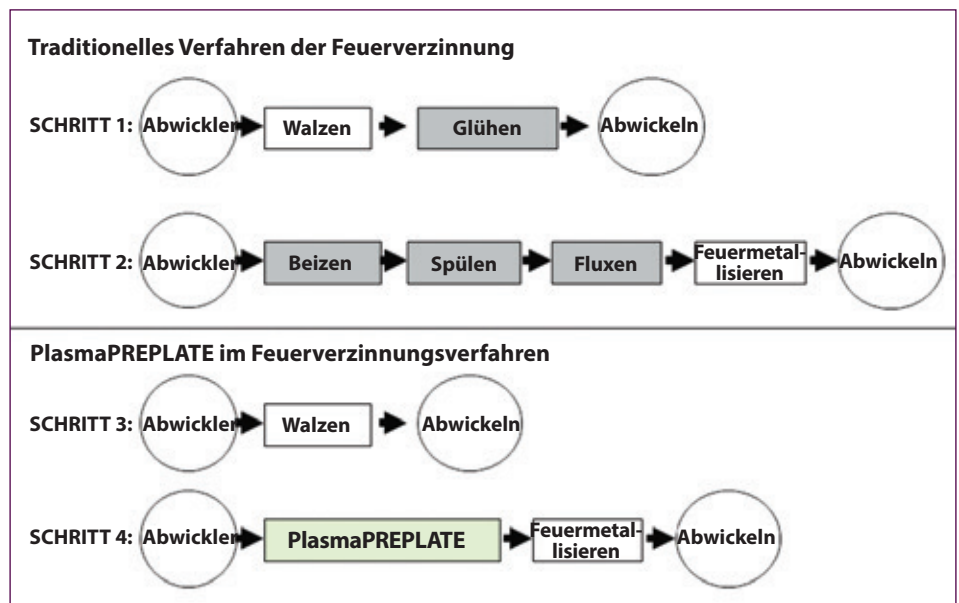 Traditionelles Verfahren der Feuerverzinnung
SCHRITT 1: Abwickler Walzen Glühen Abwickeln
SCHRITT 2: Abwickler Beizen Spülen Fluxen Feuermetal-
lisieren Abwickeln
PlasmaPREPLATE im Feuerverzinnungsverfahren
SCHRITT 3: Abwickler Walzen Abwickeln
SCHRITT 4: Abwickler PlasmaPREPLATE Feuermetal-
lisieren Abwickeln